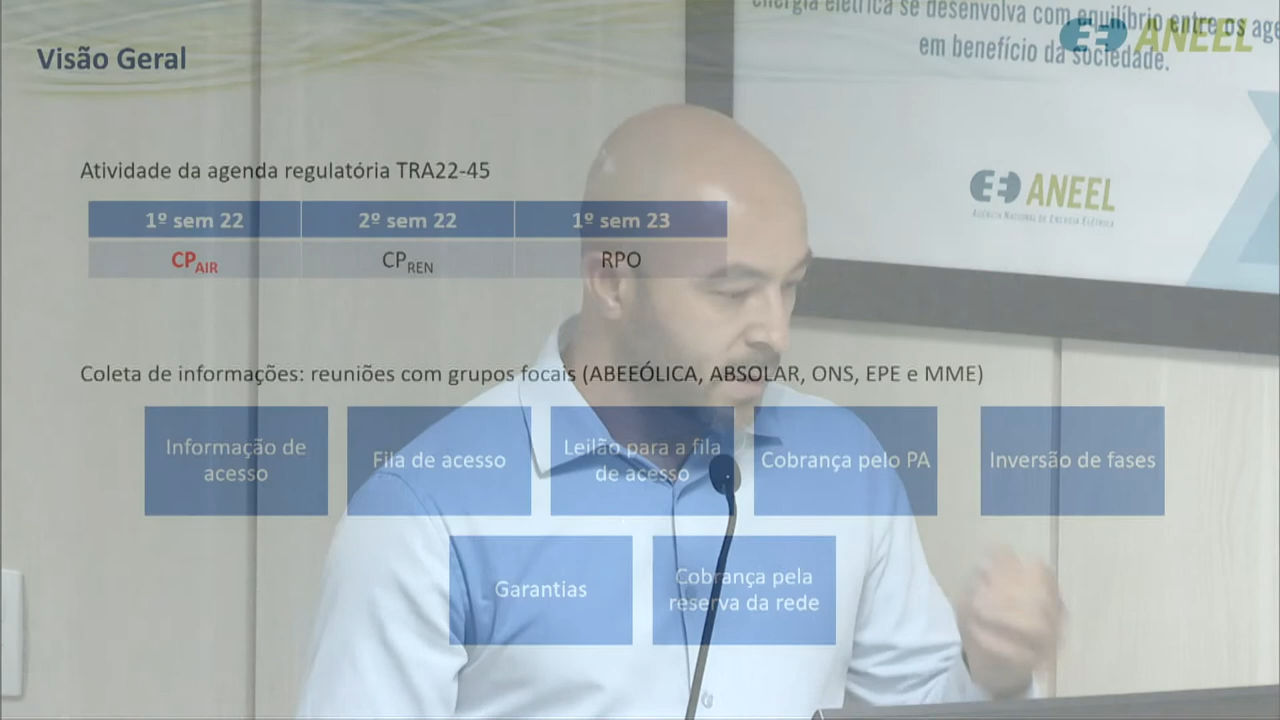 energia elétrica se desenvolva com equilíbrio entre os age
em benefício da sociedade.
ANEEL
Visão Geral
Atividade da agenda regulatória TRA22-45
ANEEL
AGÊNCIA NACIONAL DE ENERGIA ELÉTRICA
1º sem 22 2º sem 22 1º sem 23
CPAIR CPREN RPO
Coleta de informações: reuniões com grupos focais (ABEEÓLICA, ABSOLAR, ONS, EPE e MME)
Informação de
acesso
Fila de acesso
Leilão para a fila
de acesso
Cobrança pelo PA
Inversão de fases
Garantias
Cobrança pela
reserva da rede